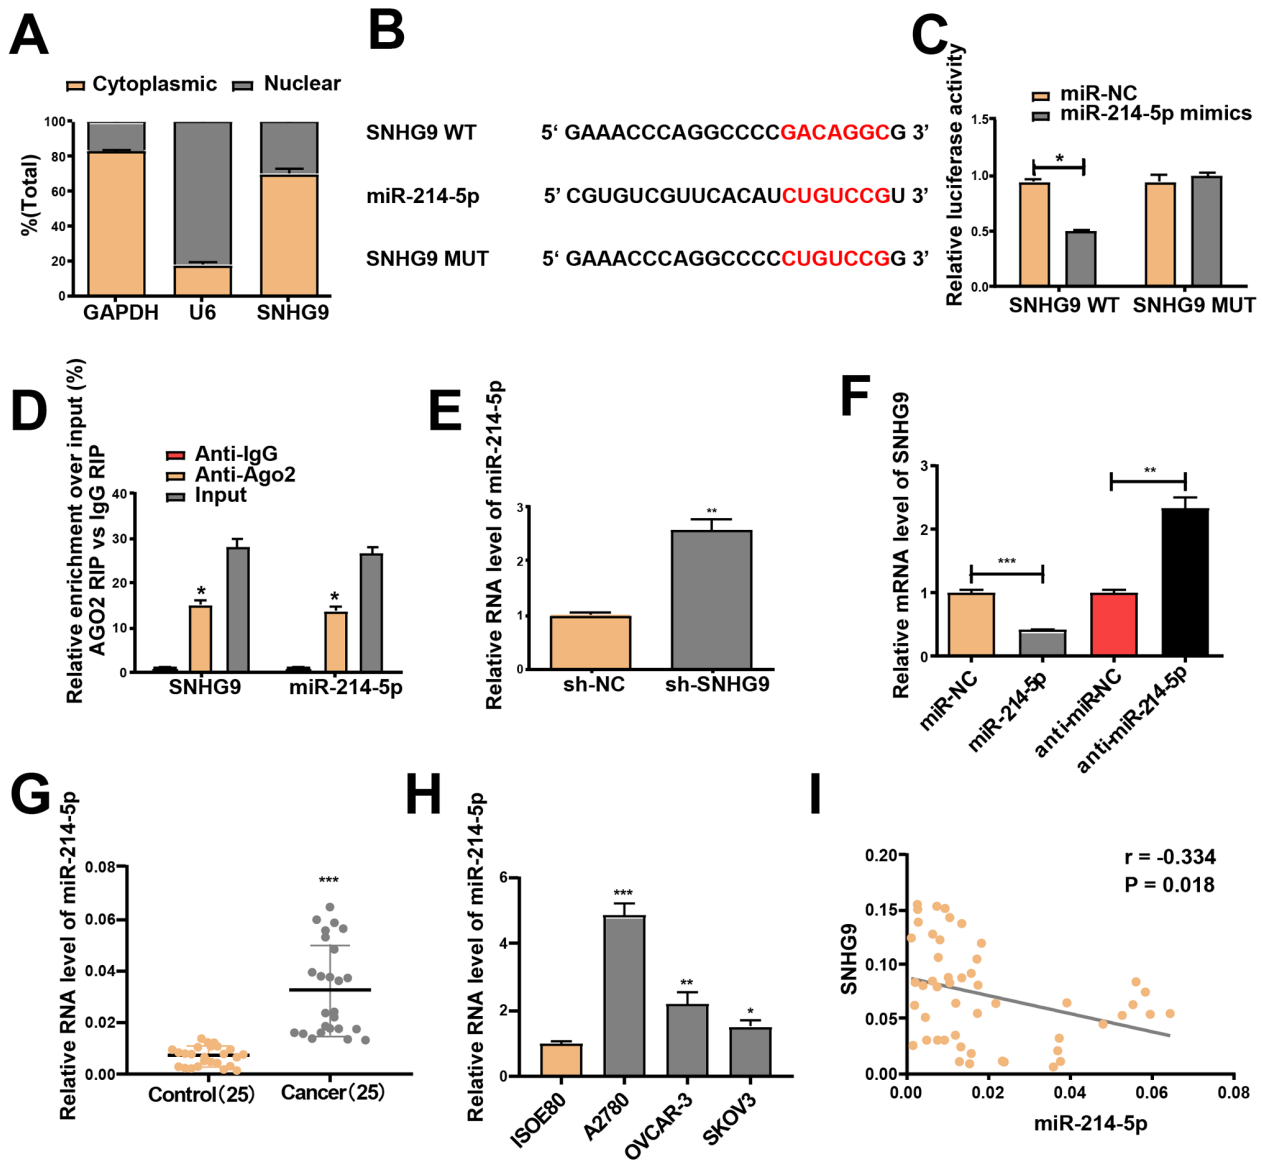 A
Cytoplasmic Nuclear
%(Total)
100
80
60
40
20
0
GAPDH U6 SNHG9
B
SNHG9 WT 5‘ GAAACCCAGGCCCCGACAGGCG 3’
miR-214-5p 5’ CGUGUCGUUCACAUCUGUCCGU 3’
SNHG9 MUT 5‘ GAAACCCAGGCCCCCUGUCCGG 3’
C
miR-NC
miR-214-5p mimics
Relative luciferase activity
1.5
1.0
0.5
0.0
*
SNHG9 WT SNHG9 MUT
D
Anti-IgG
Anti-Ago2
Input
Relative enrichment over input (%)
AGO2 RIP vs IgG RIP
40
30
20
10
0
* *
SNHG9 miR-214-5p
E
Relative RNA level of miR-214-5p
3
2
1
0
**
sh-NC sh-SNHG9
F
Relative mRNA level of SNHG9
3
2
1
0
*** **
miR-NC miR-214-5p anti-miR-NC anti-miR-214-5p
G
Relative RNA level of miR-214-5p
0.08
0.06
0.04
0.02
0.00
***
Control(25) Cancer(25)
H
Relative RNA level of miR-214-5p
6
4
2
0
*** ** *
ISOE80 A2780 OVCAR-3 SKOV3
I
r = -0.334
P = 0.018
SNHG9
0.20
0.15
0.10
0.05
0.00
0.00 0.02 0.04 0.06 0.08
miR-214-5p